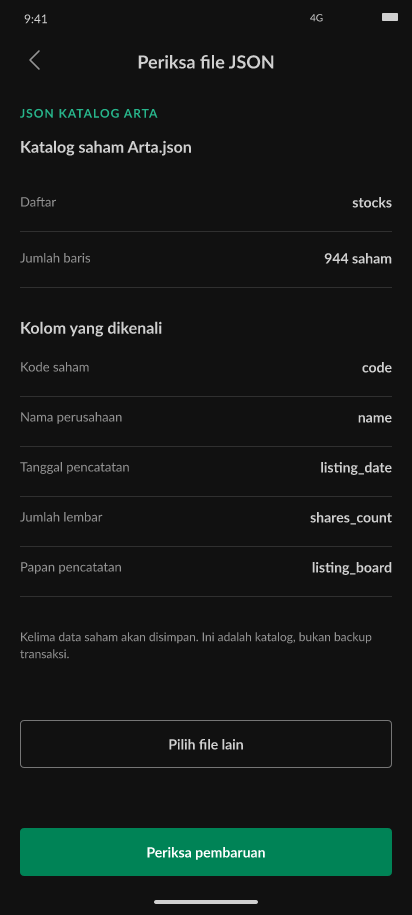 9:41
4G
Periksa file JSON
JSON KATALOG ARTA
Katalog saham Arta.json
Daftar
stocks
Jumlah baris
944 saham
Kolom yang dikenali
Kode saham
code
Nama perusahaan
name
Tanggal pencatatan
listing_date
Jumlah lembar
shares_count
Papan pencatatan
listing_board
Kelima data saham akan disimpan. Ini adalah katalog, bukan backup
transaksi.
Pilih file lain
Periksa pembaruan